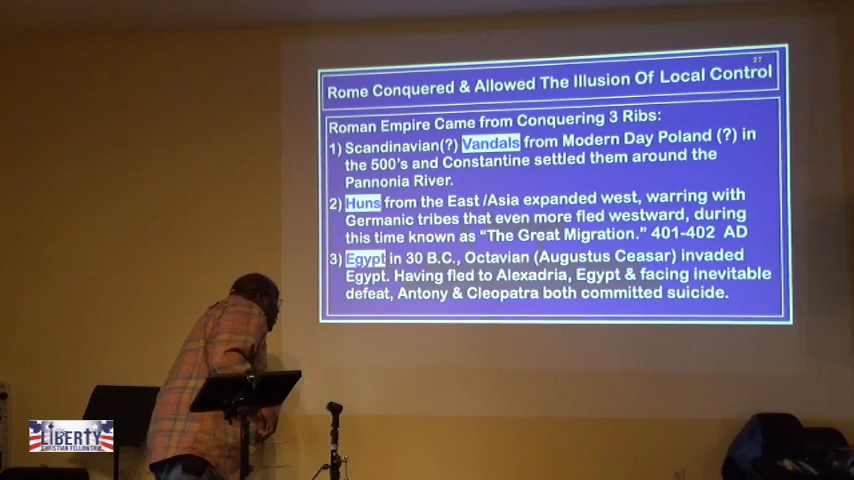 27
Rome Conquered & Allowed The Illusion Of Local Control
Roman Empire Came from Conquering 3 Ribs:
1) Scandinavian(?) Vandals from Modern Day Poland (?) in
the 500's and Constantine settled them around the
Pannonia River.
2) Huns from the East /Asia expanded west, warring with
Germanic tribes that even more fled westward, during
this time known as "The Great Migration." 401-402 AD
3) Egypt in 30 B.C., Octavian (Augustus Ceasar) invaded
Egypt. Having fled to Alexadria, Egypt & facing inevitable
defeat, Antony & Cleopatra both committed suicide.
LIBERTY
CHRISTIAN FELLOWSHIP